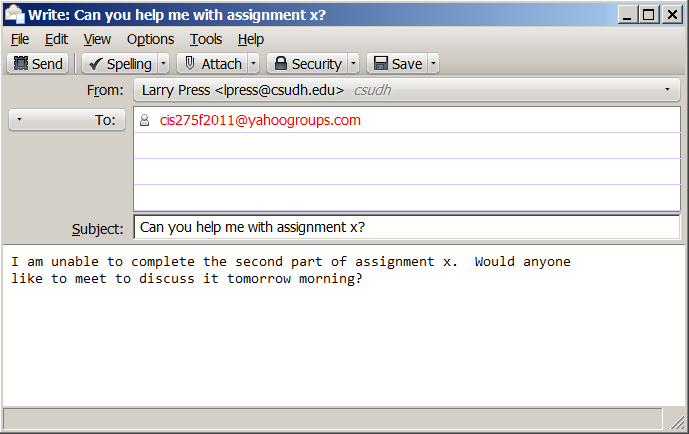 Write: Can you help me with assignment x?
File Edit View Options Tools Help
Send Spelling Attach Security Save
From: Larry Press <lpress@csudh.edu> csudh
To: cis275f2011@yahoogroups.com
Subject: Can you help me with assignment x?
I am unable to complete the second part of assignment x.  Would anyone
like to meet to discuss it tomorrow morning?